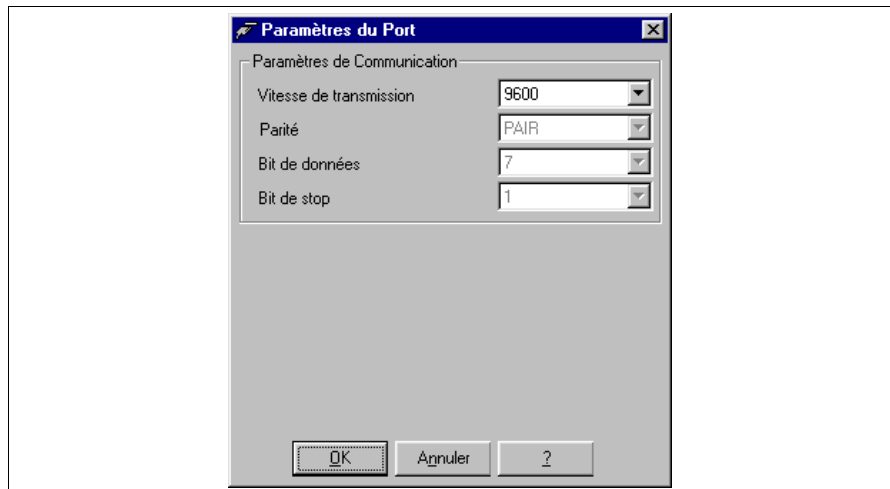 Paramètres du Port
Paramètres de Communication
Vitesse de transmission 9600
Parité PAIR
Bit de données 7
Bit de stop 1
OK Annuler ?